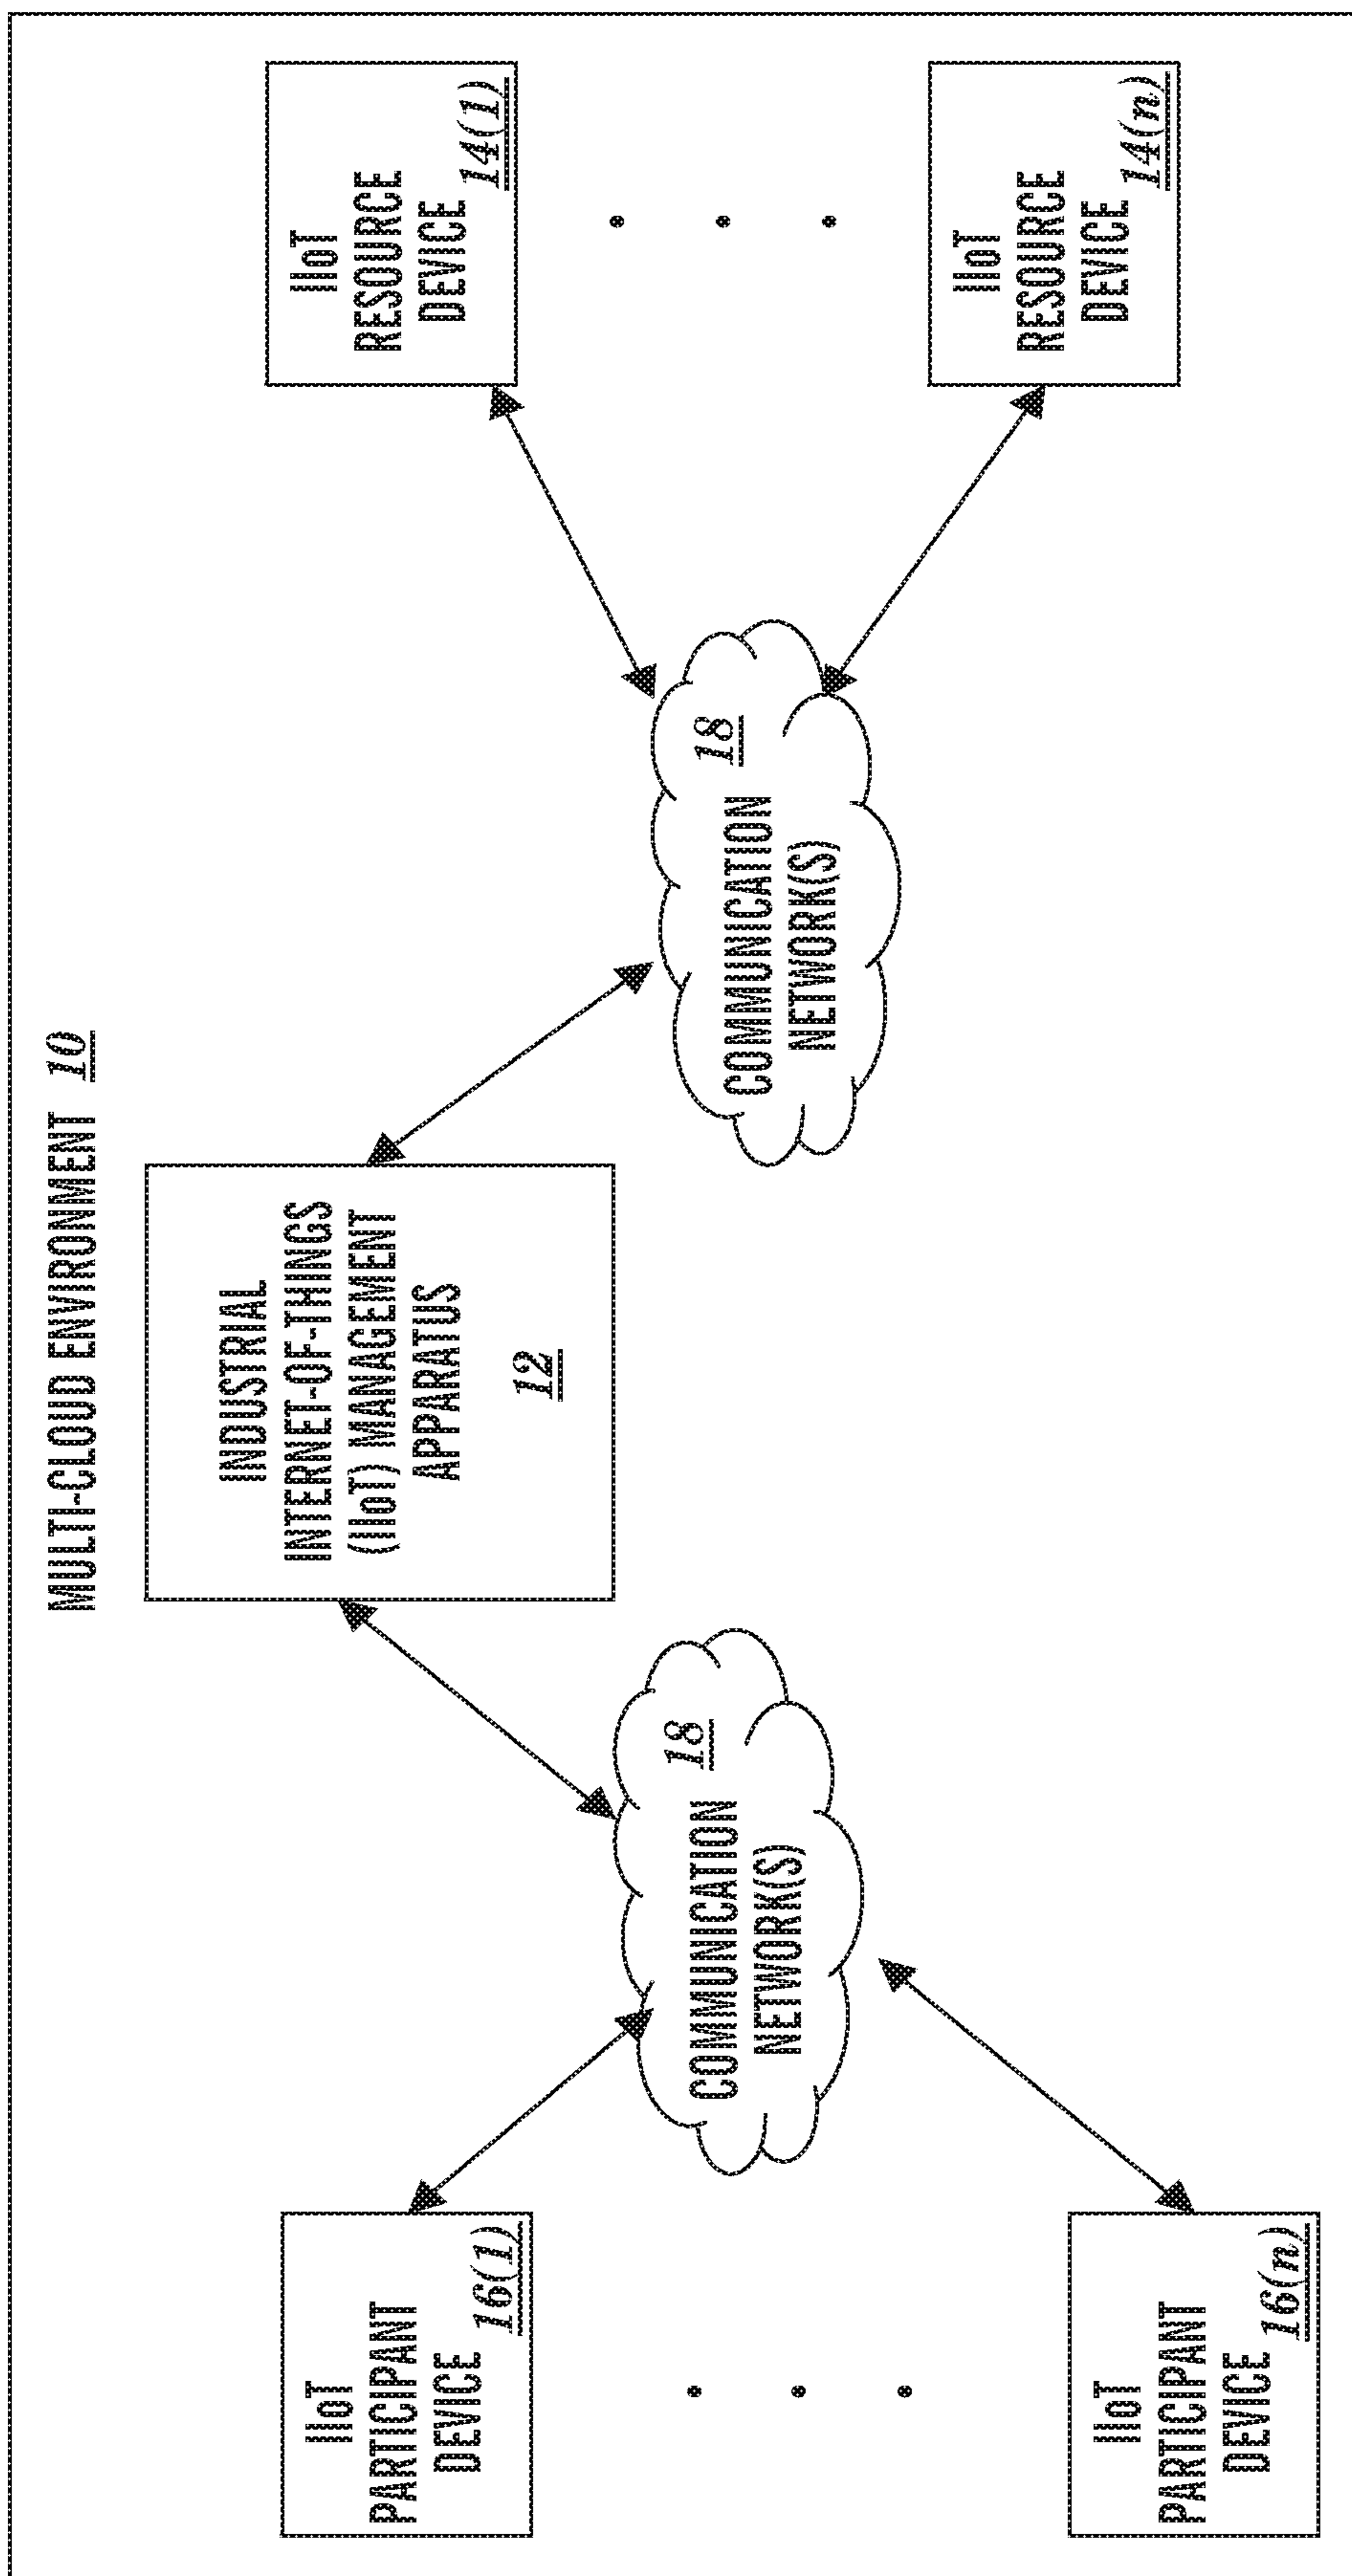 MULTI-CLOUD ENVIRONMENT 10
INDUSTRIAL
INTERNET-OF-THINGS
(IIoT) MANAGEMENT
APPARATUS
12
IIoT
PARTICIPANT
DEVICE
16(1)
IIoT
PARTICIPANT
DEVICE
16(n)
18
COMMUNICATION
NETWORK(S)
18
COMMUNICATION
NETWORK(S)
IIoT
RESOURCE
DEVICE
14(1)
IIoT
RESOURCE
DEVICE
14(n)